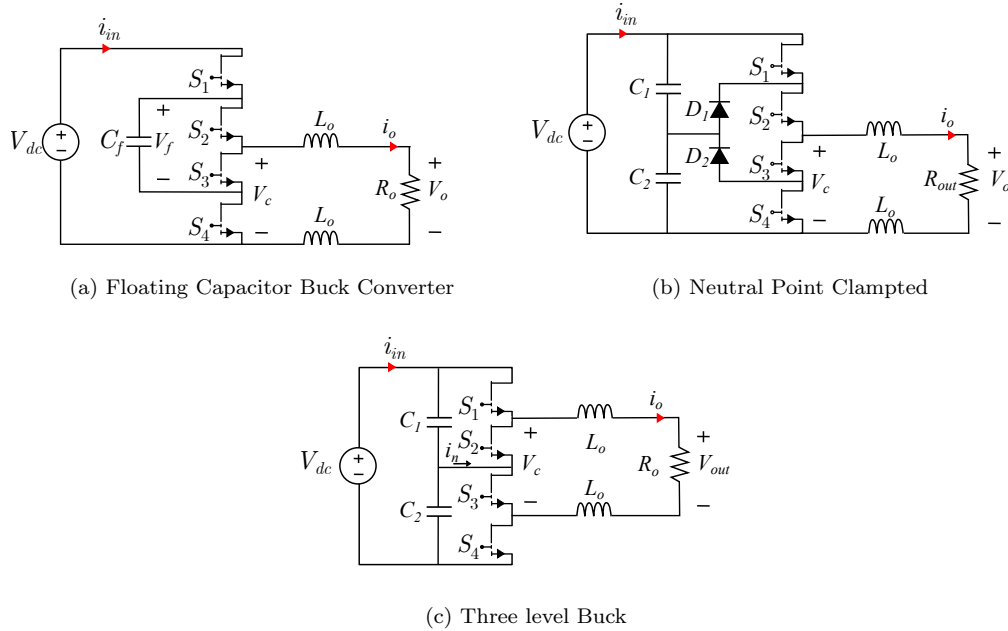 i_in
S_1
V_dc
C_f
+
V_f
−
S_2
S_3
S_4
L_o
i_o
+
V_c
−
R_o
+
V_o
−
L_o
(a) Floating Capacitor Buck Converter
i_in
V_dc
C_1
C_2
D_1
D_2
S_1
S_2
S_3
S_4
+
V_c
−
L_o
i_o
R_out
+
V_o
−
L_o
(b) Neutral Point Clampted
i_in
V_dc
C_1
C_2
i_n
S_1
S_2
S_3
S_4
+
V_c
−
L_o
i_o
R_o
+
V_out
−
L_o
(c) Three level Buck